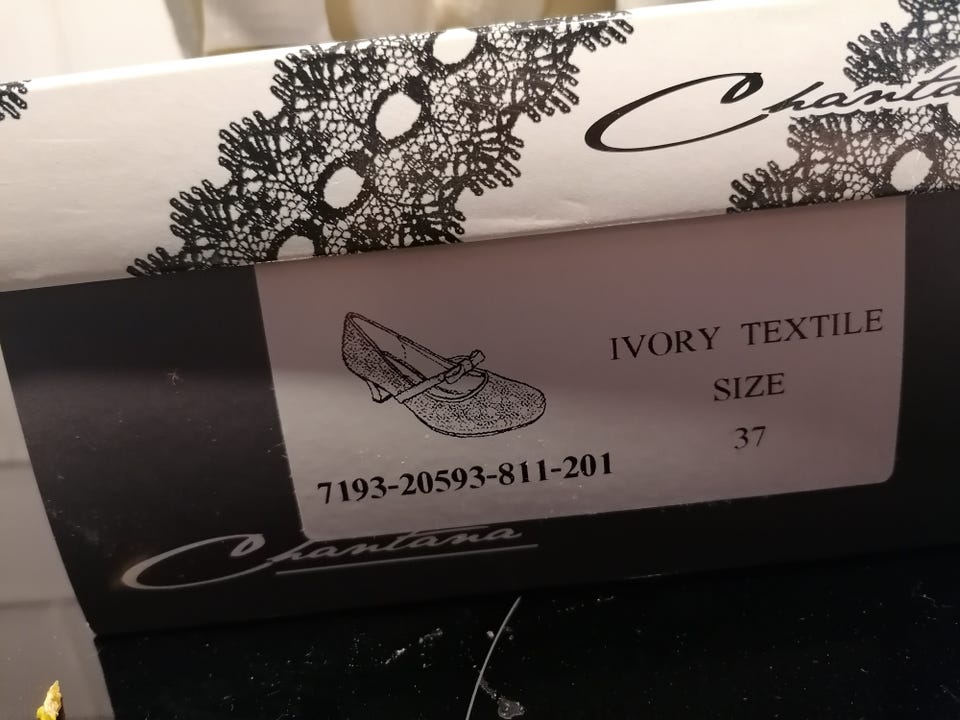 Chanta
IVORY TEXTILE
SIZE
37
7193-20593-811-201
Chantana